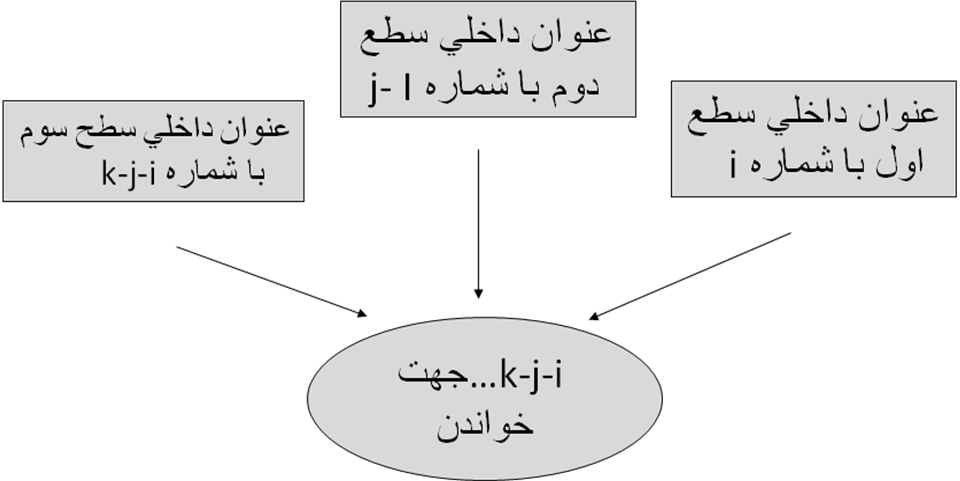 عنوان داخلي سطع
اول با شماره i
عنوان داخلي سطع
دوم با شماره j- I
عنوان داخلي سطح سوم
با شماره k-j-i
k-j-i...جهت
خواندن